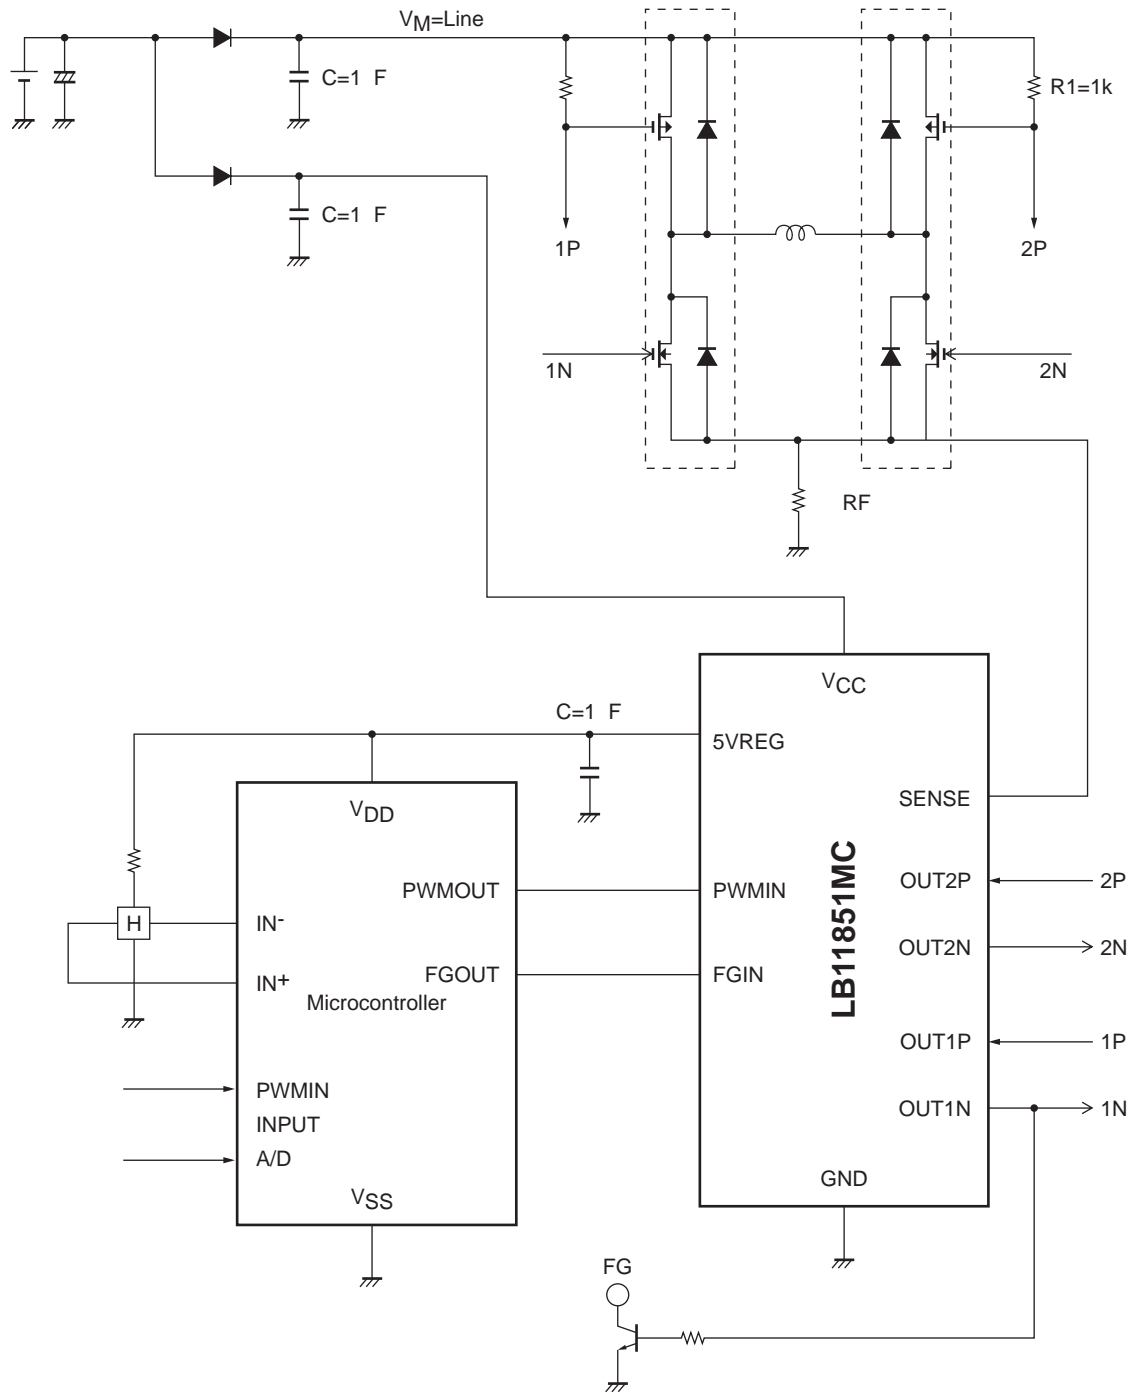 VM=Line
C=1 F
R1=1k
C=1 F
1P
2P
1N
2N
RF
VCC
C=1 F
5VREG
VDD
SENSE
LB11851MC
PWMOUT
PWMIN
OUT2P
2P
H
IN-
OUT2N
2N
FGOUT
FGIN
IN+
Microcontroller
OUT1P
1P
PWMIN
OUT1N
1N
INPUT
A/D
VSS
GND
FG